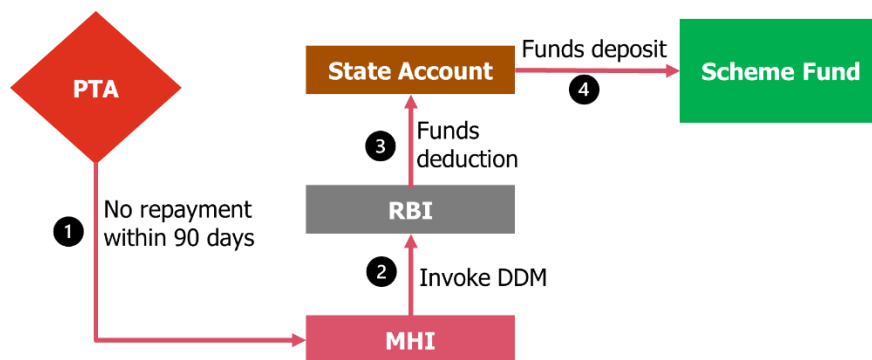 PTA
State Account
Funds deposit
4
Scheme Fund
3
Funds
deduction
1
No repayment
within 90 days
RBI
2
Invoke DDM
MHI